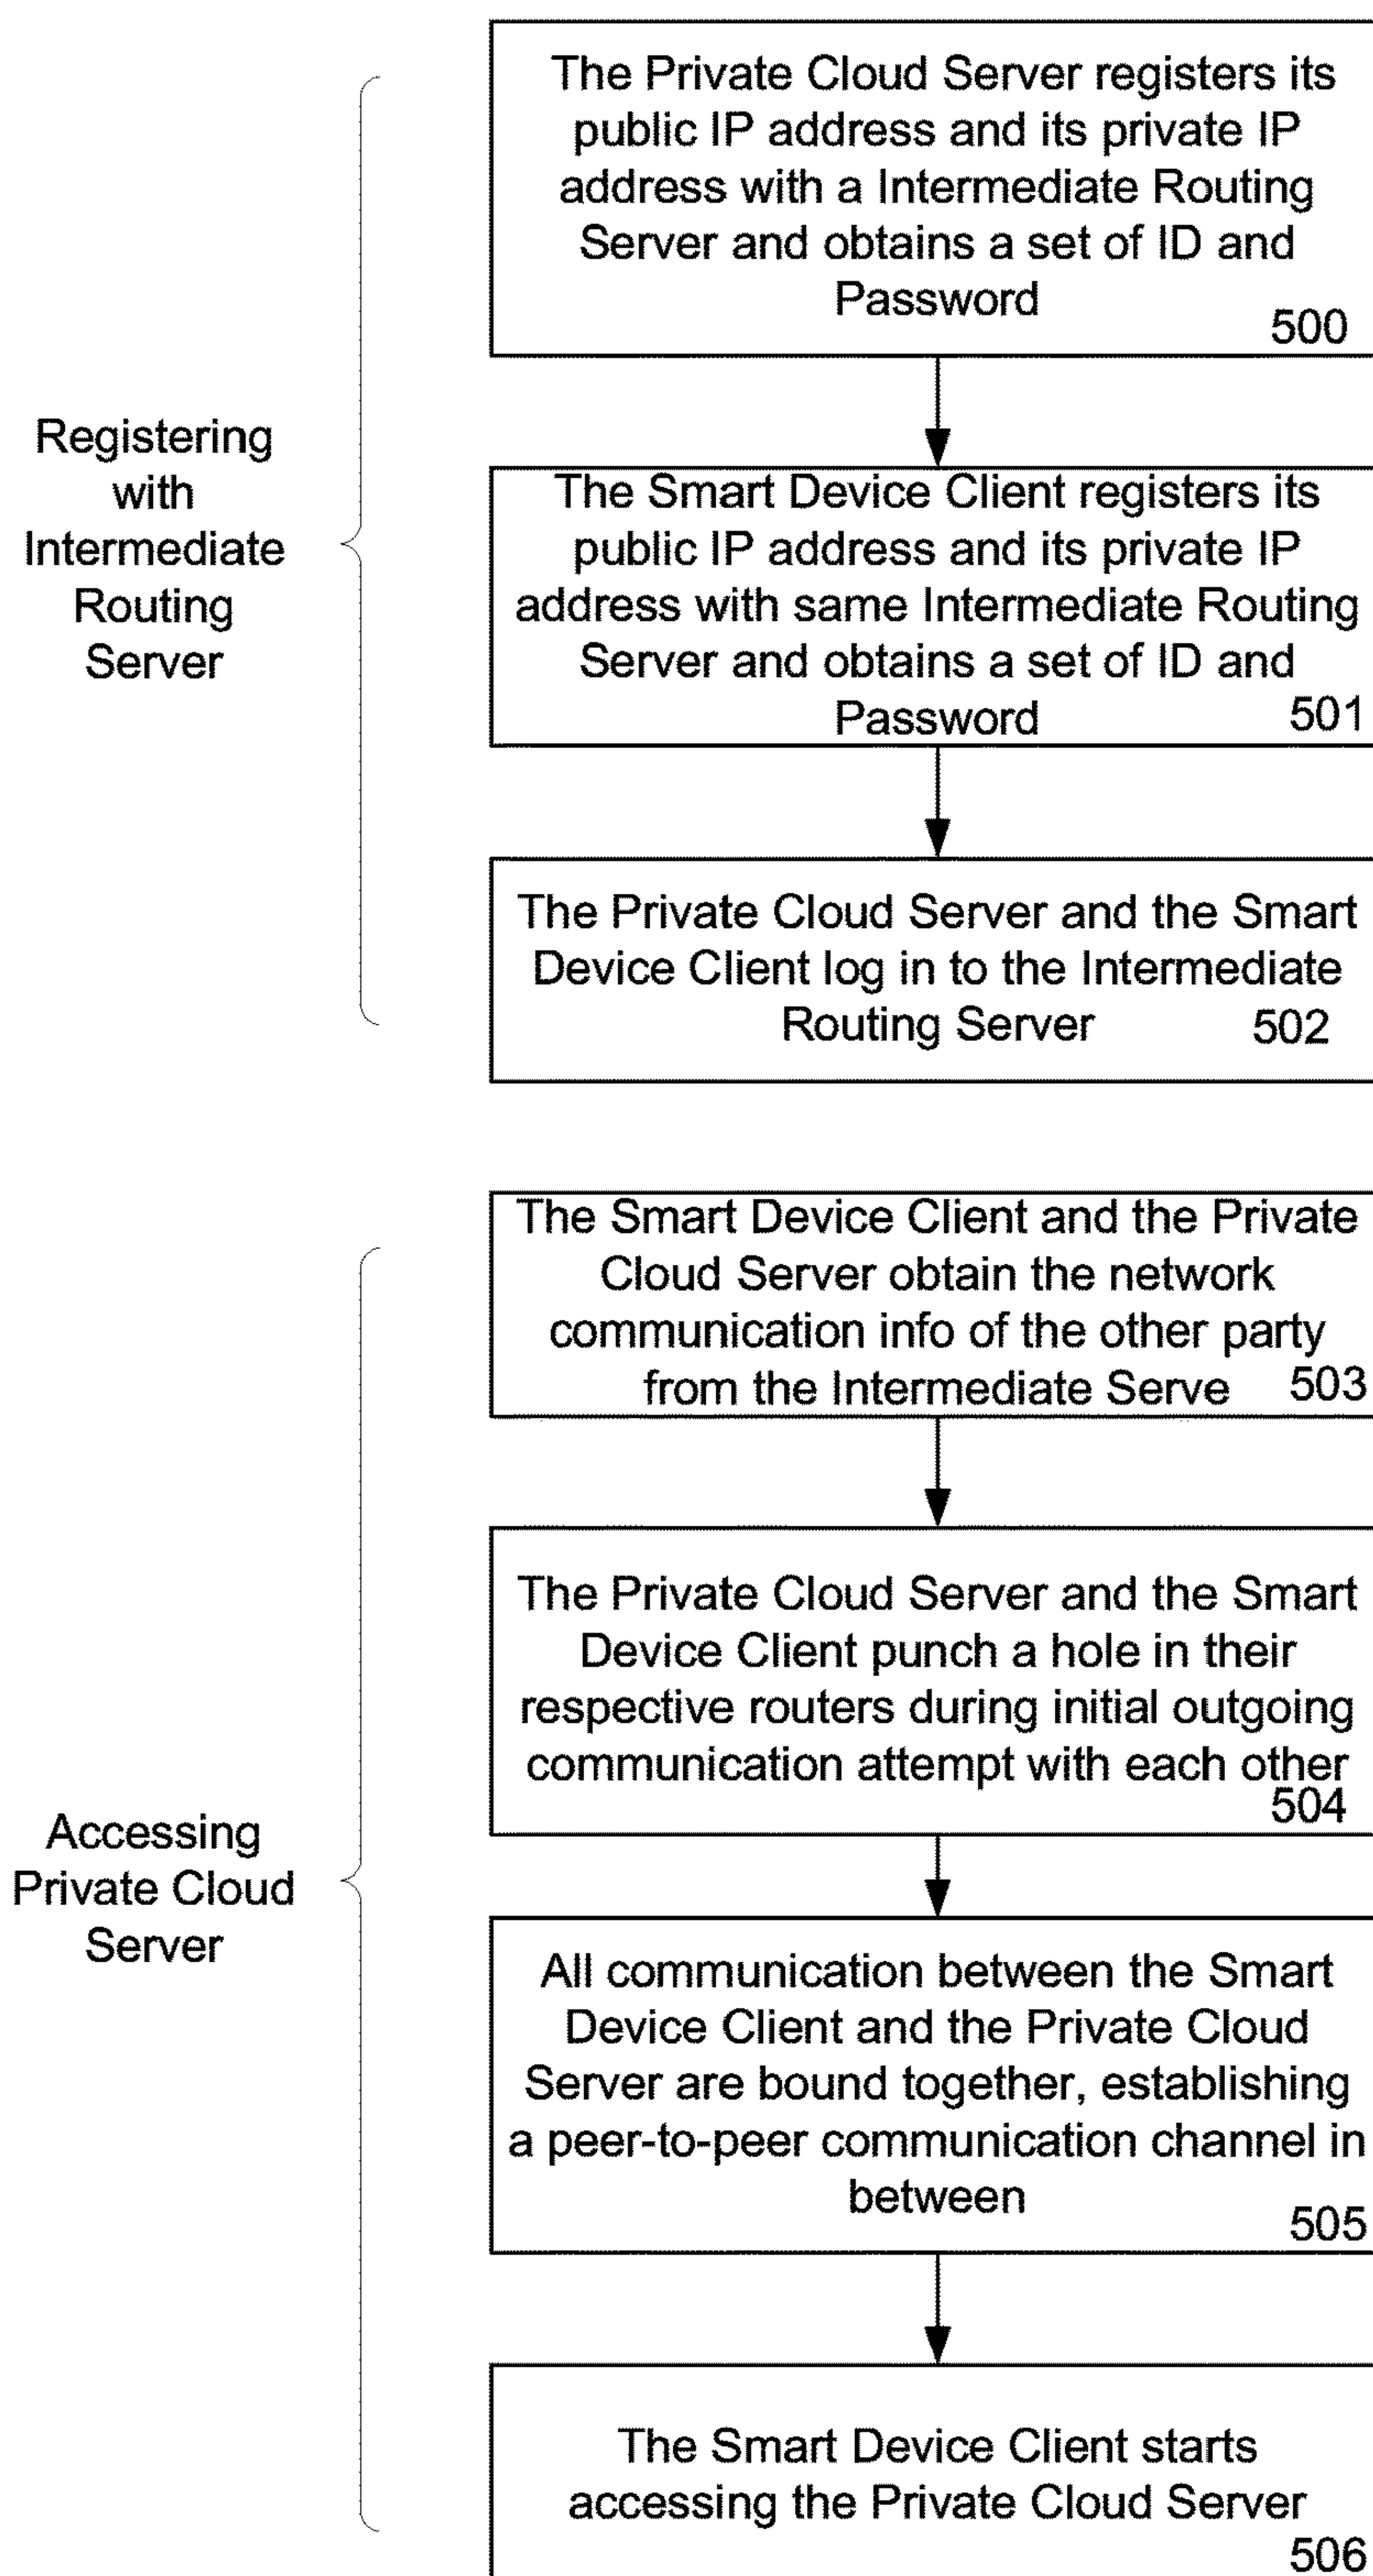 The Private Cloud Server registers its
public IP address and its private IP
address with a Intermediate Routing
Server and obtains a set of ID and
Password
500
Registering
with
Intermediate
Routing
Server
The Smart Device Client registers its
public IP address and its private IP
address with same Intermediate Routing
Server and obtains a set of ID and
Password
501
The Private Cloud Server and the Smart
Device Client log in to the Intermediate
Routing Server
502
The Smart Device Client and the Private
Cloud Server obtain the network
communication info of the other party
from the Intermediate Serve
503
The Private Cloud Server and the Smart
Device Client punch a hole in their
respective routers during initial outgoing
communication attempt with each other
504
Accessing
Private Cloud
Server
All communication between the Smart
Device Client and the Private Cloud
Server are bound together, establishing
a peer-to-peer communication channel in
between
505
The Smart Device Client starts
accessing the Private Cloud Server
506